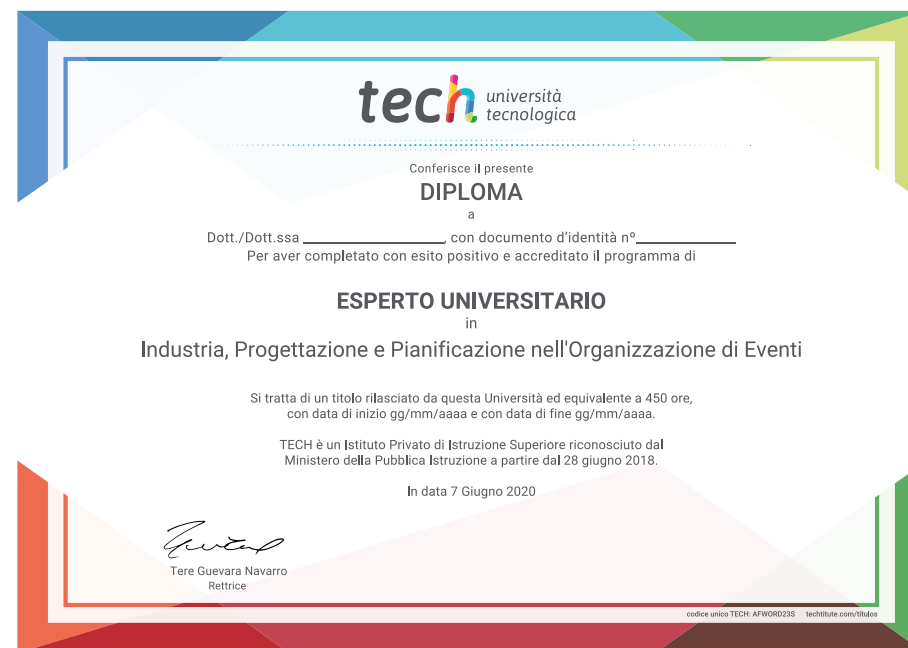 tech università
tecnologica
Conferisce il presente
DIPLOMA
a
Dott./Dott.ssa ____________________, con documento d'identità nº______________
Per aver completato con esito positivo e accreditato il programma di
ESPERTO UNIVERSITARIO
in
Industria, Progettazione e Pianificazione nell'Organizzazione di Eventi
Si tratta di un titolo rilasciato da questa Università ed equivalente a 450 ore,
con data di inizio gg/mm/aaaa e con data di fine gg/mm/aaaa.
TECH è un Istituto Privato di Istruzione Superiore riconosciuto dal
Ministero della Pubblica Istruzione a partire dal 28 giugno 2018.
In data 7 Giugno 2020
Tere Guevara Navarro
Rettrice
codice unico TECH: AFWORD23S techtitute.com/titulos